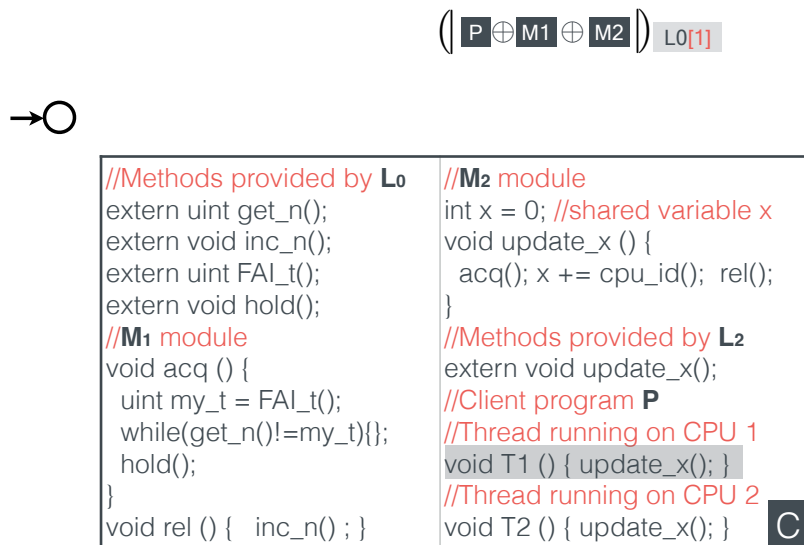 (| P ⊕ M1 ⊕ M2 |) L0[1]
//Methods provided by L0
extern uint get_n();
extern void inc_n();
extern uint FAI_t();
extern void hold();
//M1 module
void acq () {
uint my_t = FAI_t();
while(get_n()!=my_t){};
hold();
}
void rel () { inc_n() ; }
//M2 module
int x = 0; //shared variable x
void update_x () {
acq(); x += cpu_id(); rel();
}
//Methods provided by L2
extern void update_x();
//Client program P
//Thread running on CPU 1
void T1 () { update_x(); }
//Thread running on CPU 2
void T2 () { update_x(); }
C